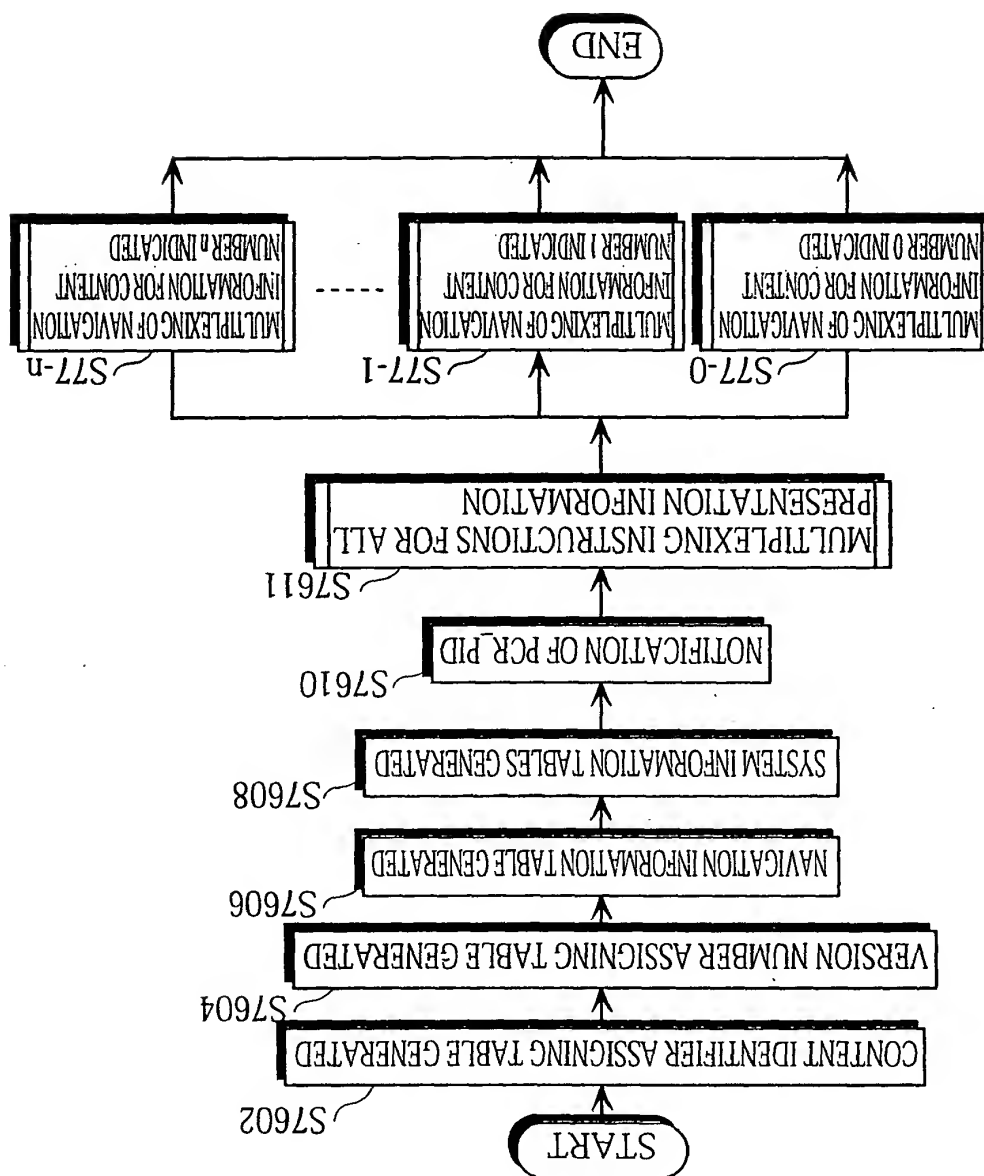 START
S7602
CONTENT IDENTIFIER ASSIGNING TABLE GENERATED
S7604
VERSION NUMBER ASSIGNING TABLE GENERATED
S7606
NAVIGATION INFORMATION TABLE GENERATED
S7608
SYSTEM INFORMATION TABLES GENERATED
S7610
NOTIFICATION OF PCR_PID
S7611
MULTIPLEXING INSTRUCTIONS FOR ALL
PRESENTATION INFORMATION
S77-0
MULTIPLEXING OF NAVIGATION
INFORMATION FOR CONTENT
NUMBER 0 INDICATED
S77-1
MULTIPLEXING OF NAVIGATION
INFORMATION FOR CONTENT
NUMBER 1 INDICATED
S77-n
MULTIPLEXING OF NAVIGATION
INFORMATION FOR CONTENT
NUMBER n INDICATED
END